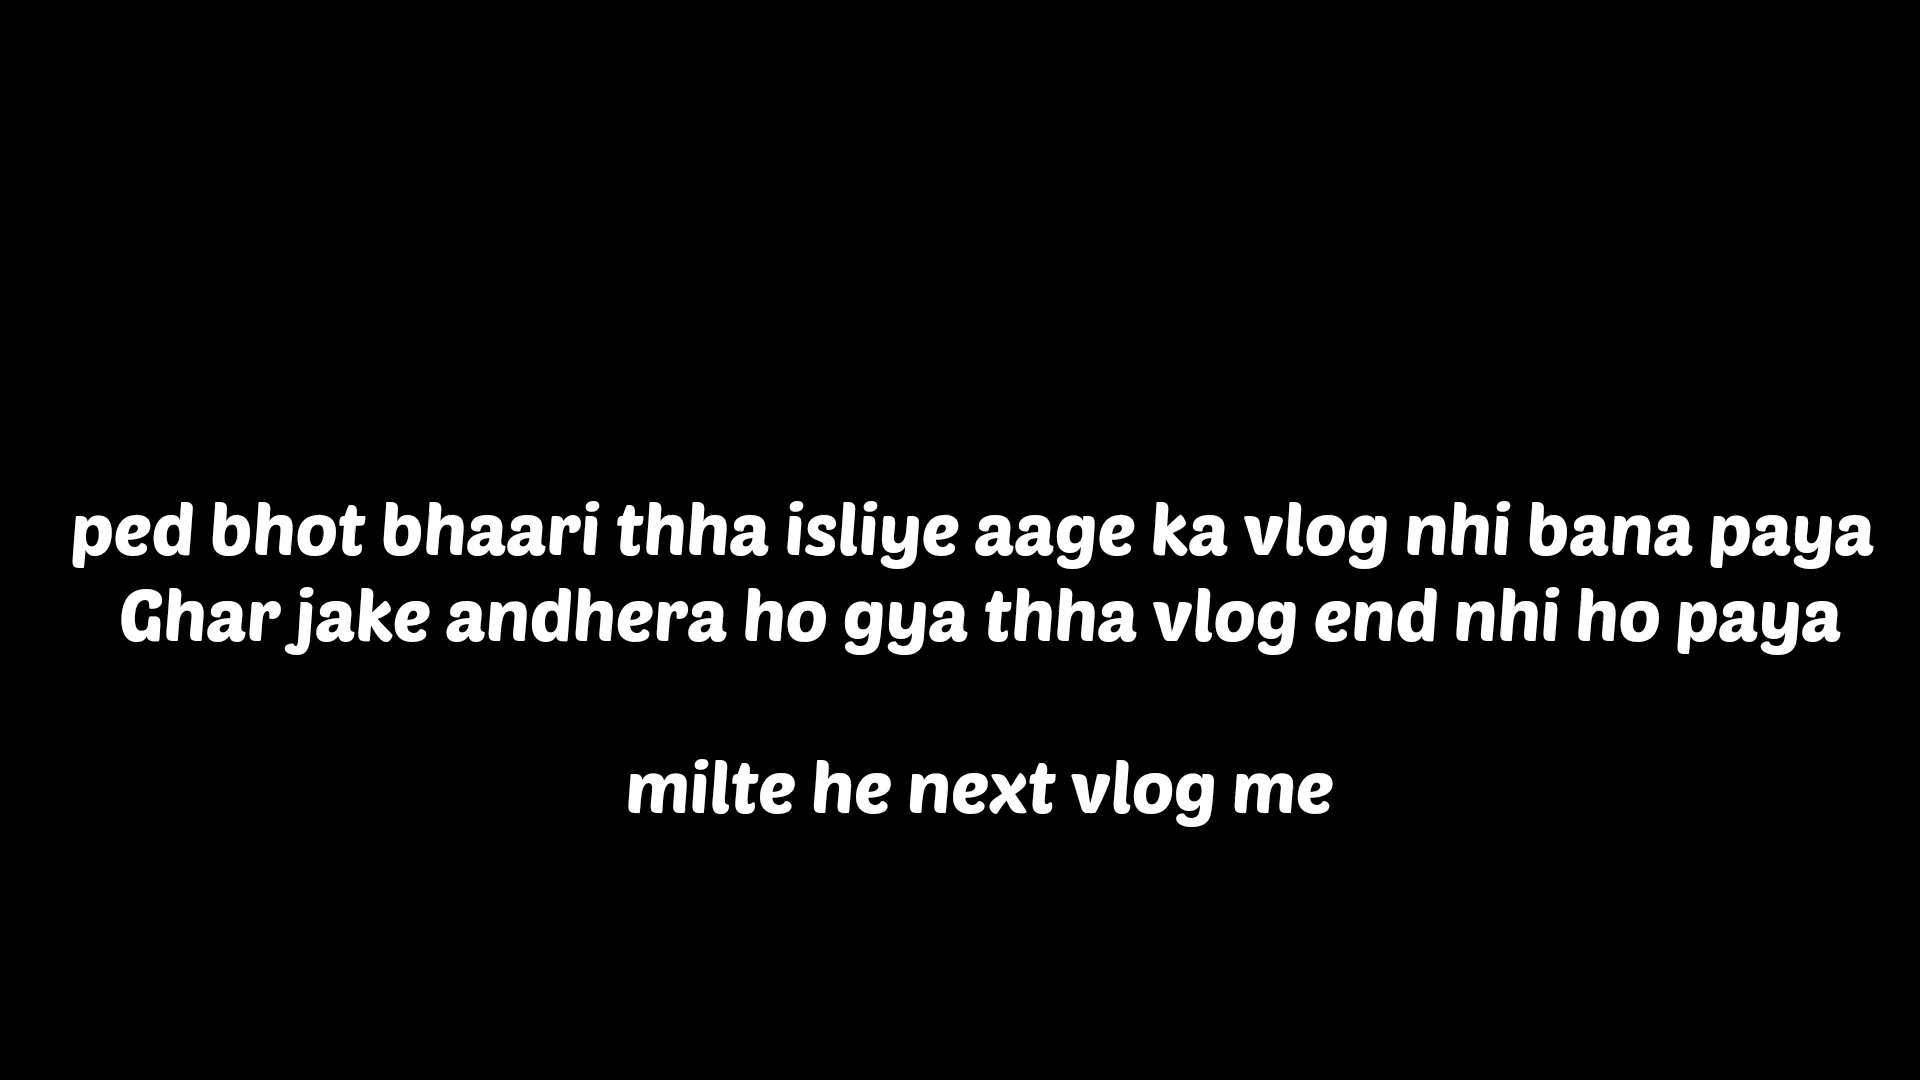 ped bhot bhaari thha isliye aage ka vlog nhi bana paya
Ghar jake andhera ho gya thha vlog end nhi ho paya
milte he next vlog me